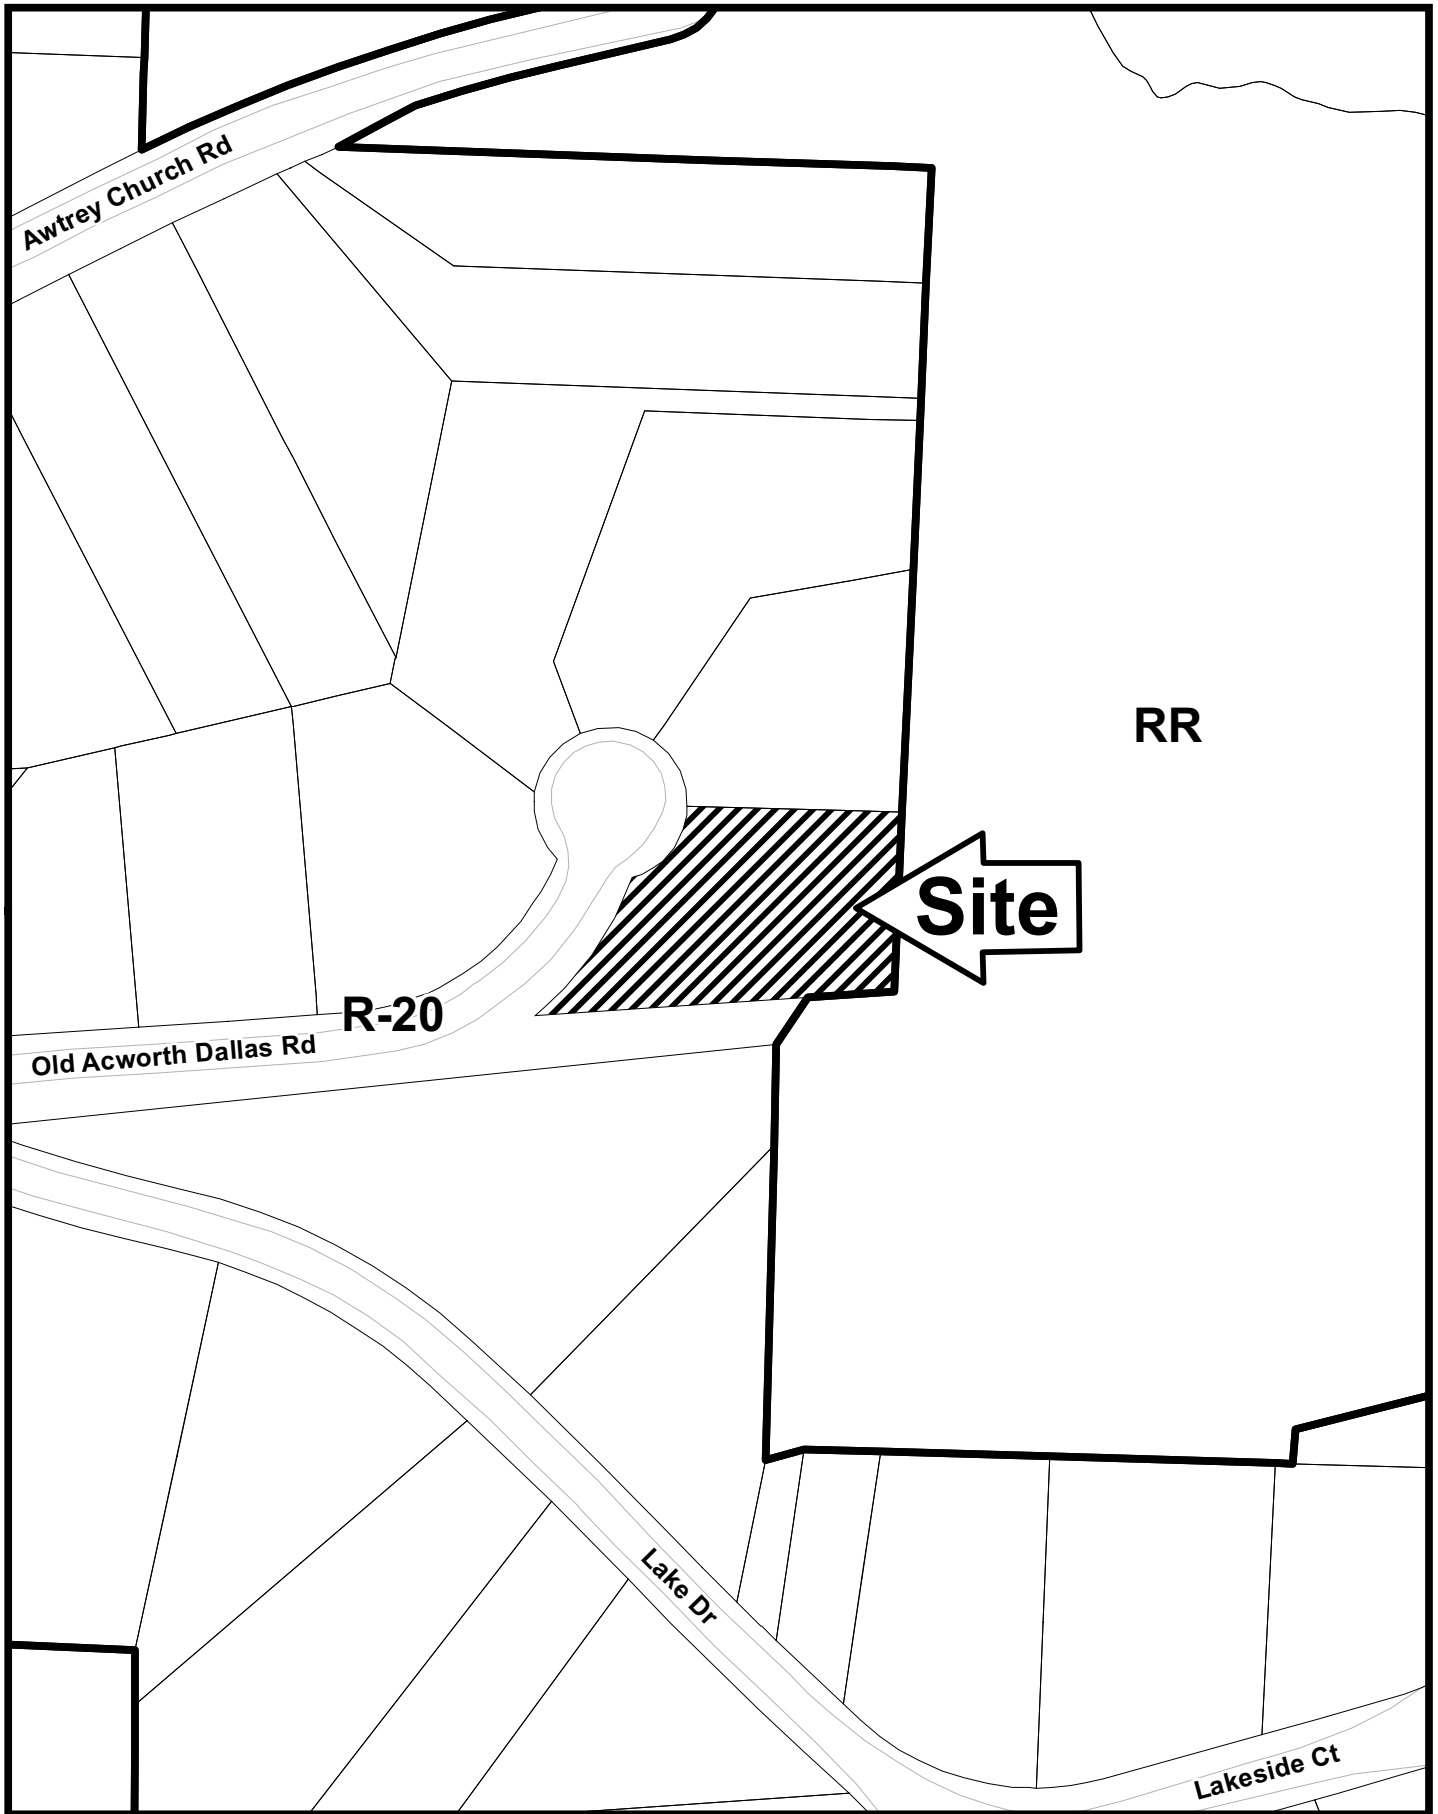 Awtrey Church Rd
RR
Site
R-20
Old Acworth Dallas Rd
Lake Dr
Lakeside Ct